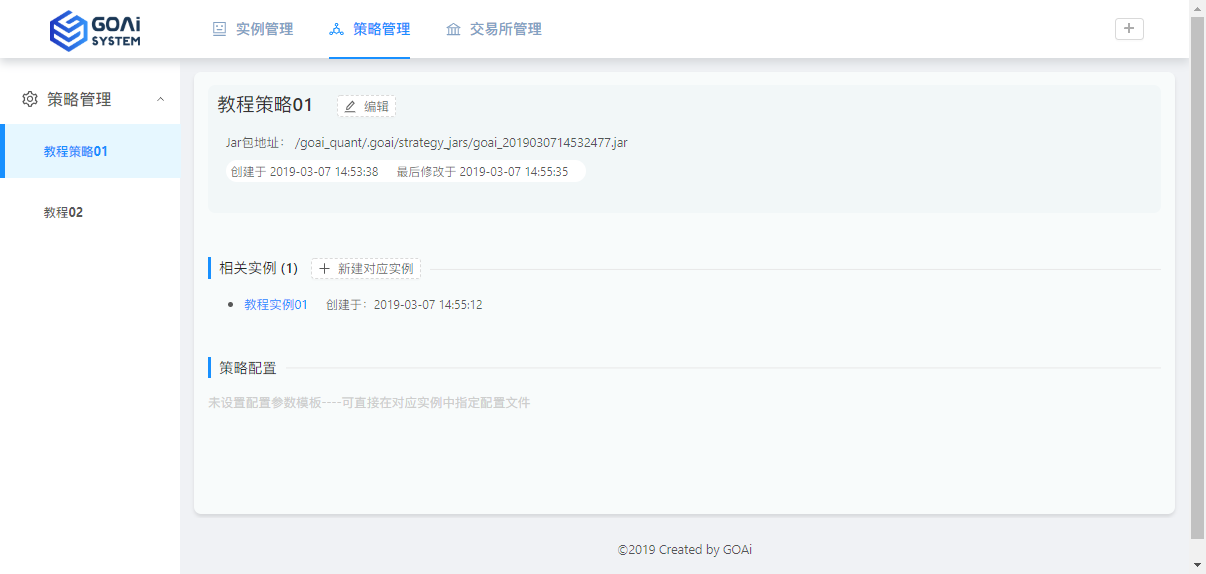 GOAi
SYSTEM
实例管理
策略管理
交易所管理
策略管理
教程策略01
教程02
教程策略01
编辑
Jar包地址： /goai_quant/.goai/strategy_jars/goai_2019030714532477.jar
创建于 2019-03-07 14:53:38 最后修改于 2019-03-07 14:55:35
相关实例 (1)
新建对应实例
教程实例01 创建于：2019-03-07 14:55:12
策略配置
未设置配置参数模板----可直接在对应实例中指定配置文件
©2019 Created by GOAi